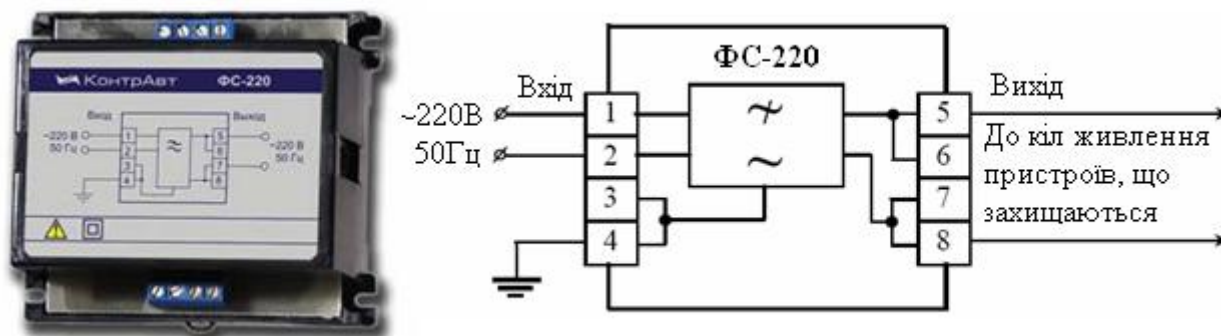 КонтрАвт ФС-220
Вход Выход
~220 В 1 5 ~220 В
50 Гц 2 6 50 Гц
3 7
4 8
ФС-220
Вхід Вихід
~220В 1 5
50Гц 2 6
3 7
4 8
До кіл живлення
пристроїв, що
захищаються